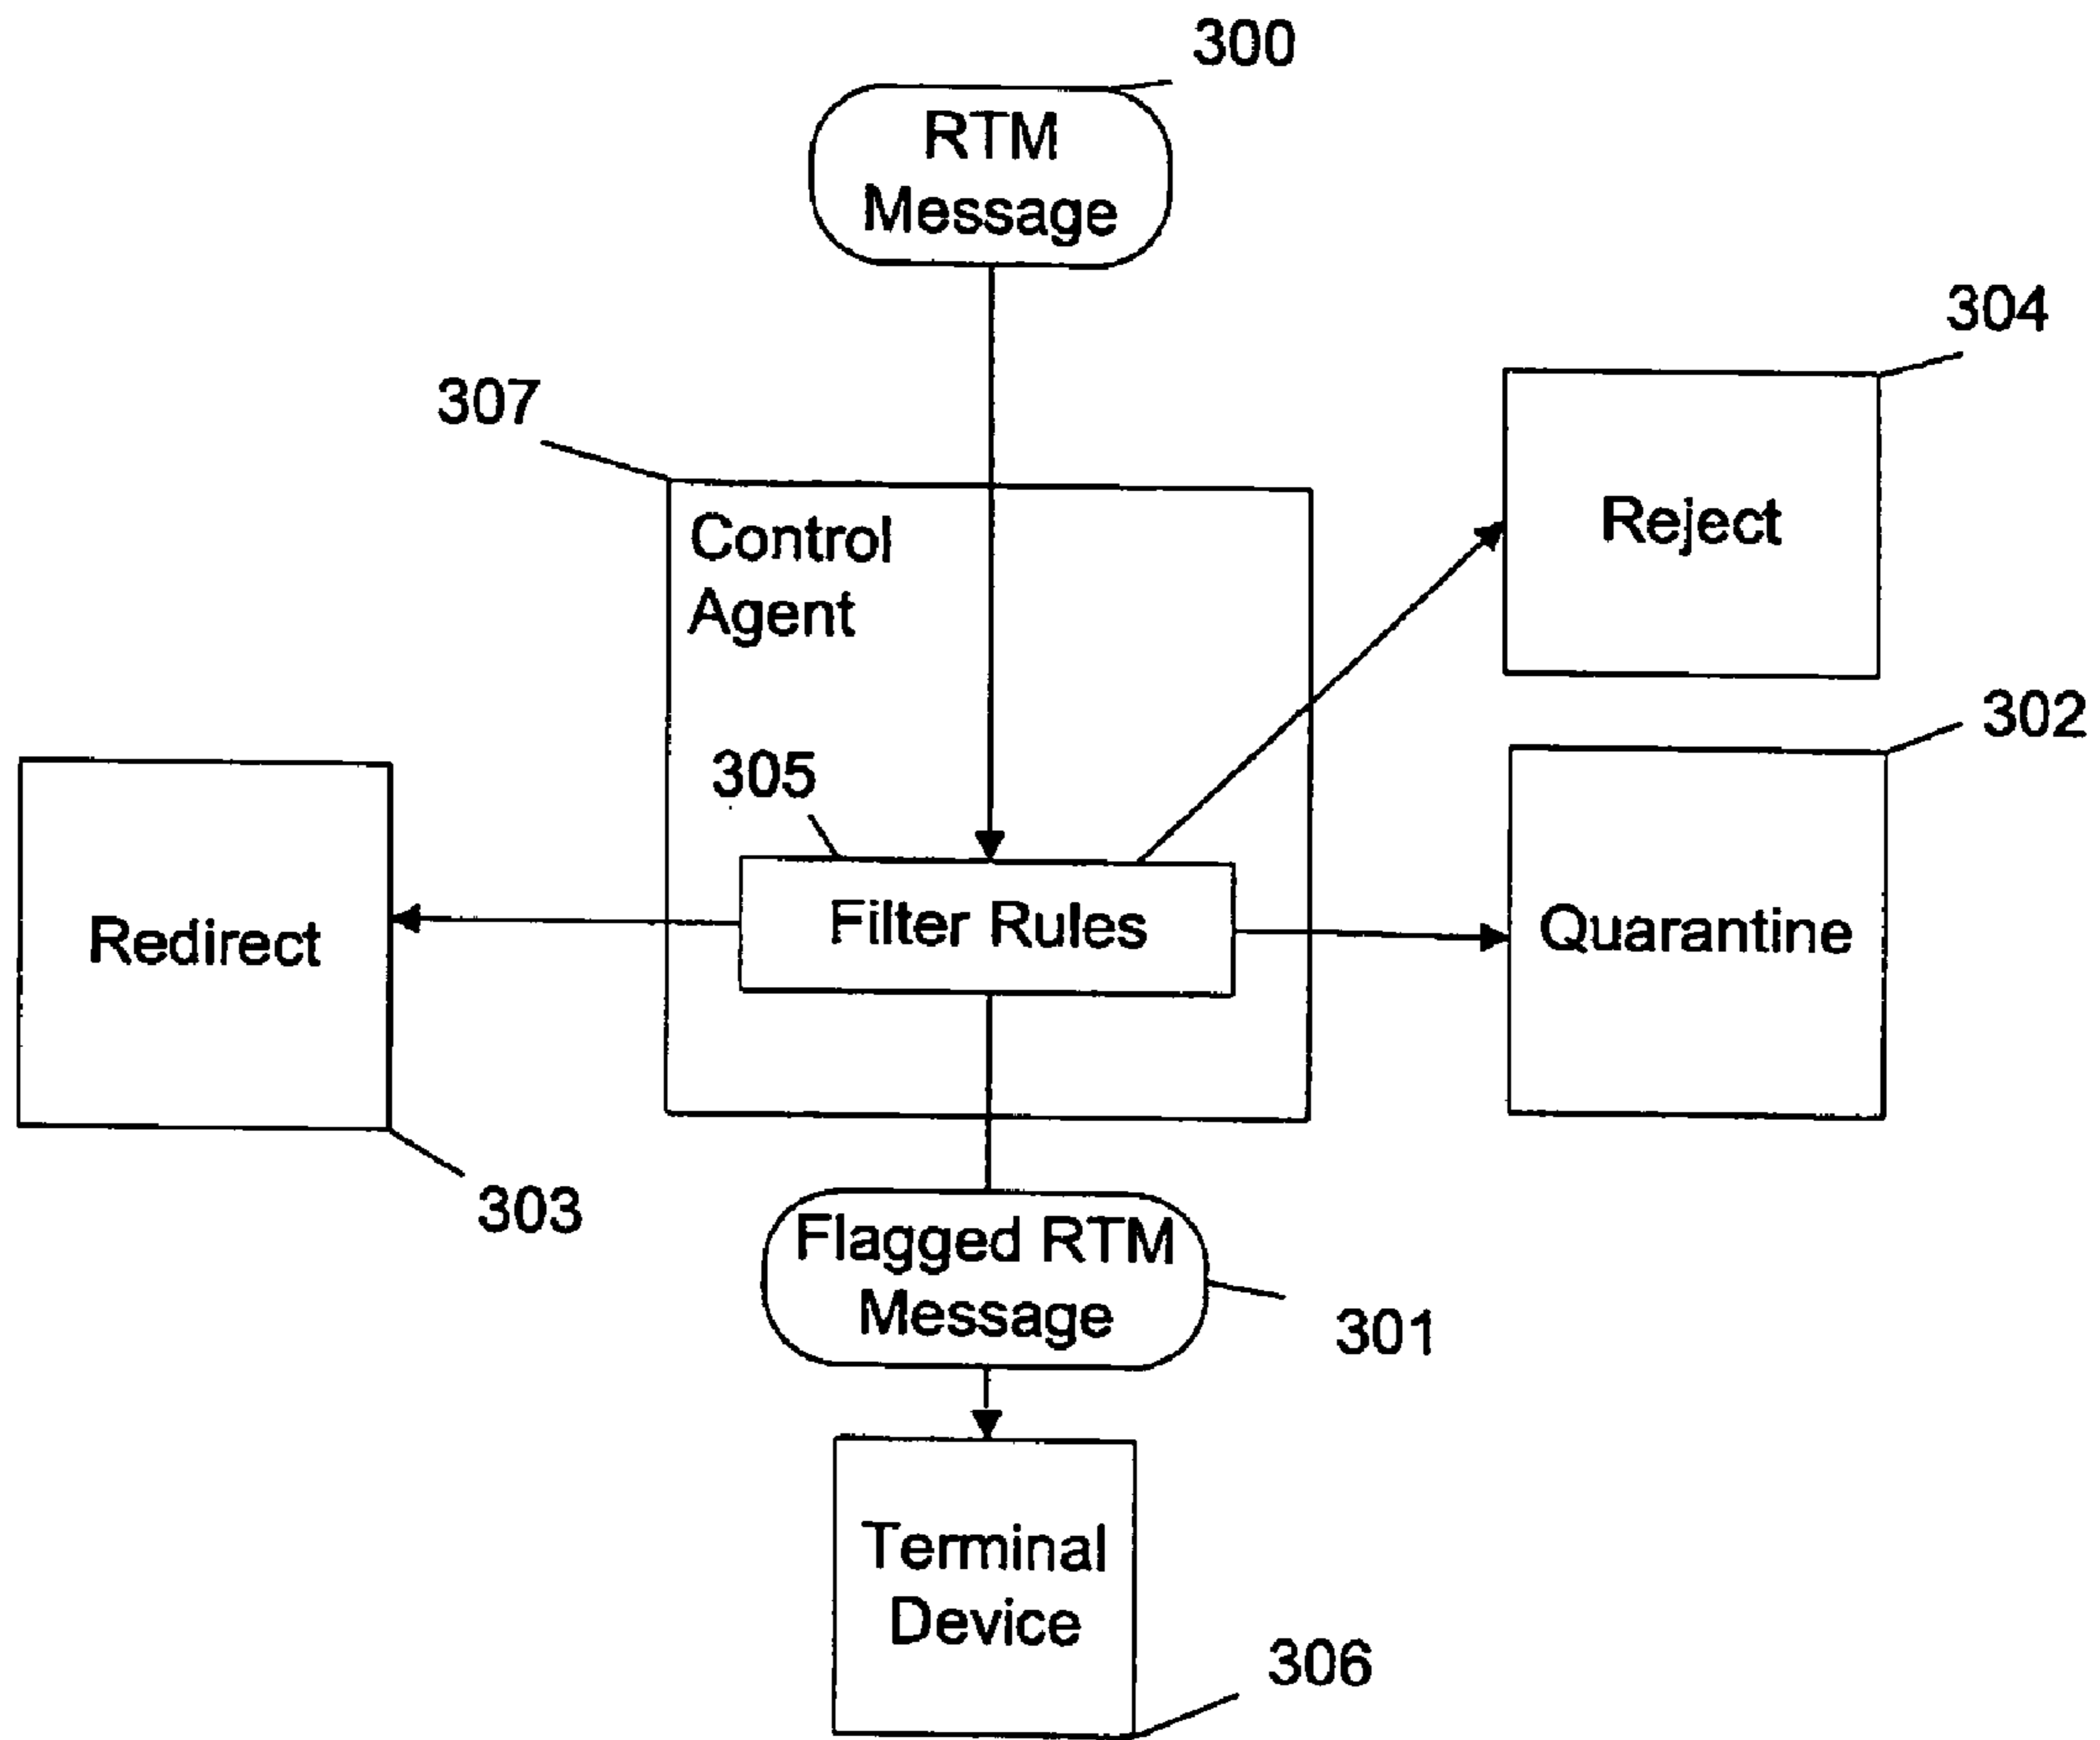 300
RTM
Message
304
307
Control
Agent
Reject
302
305
Redirect
Filter Rules
Quarantine
303
Flagged RTM
Message
301
Terminal
Device
306